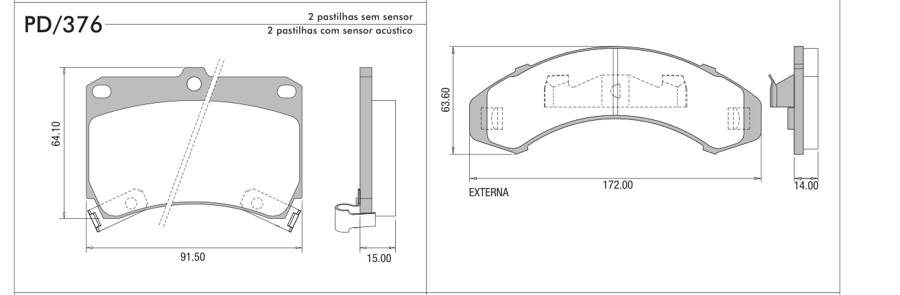 PD/376
2 pastilhas sem sensor
2 pastilhas com sensor acústico
64.10
91.50
15.00
63.60
172.00
14.00
EXTERNA